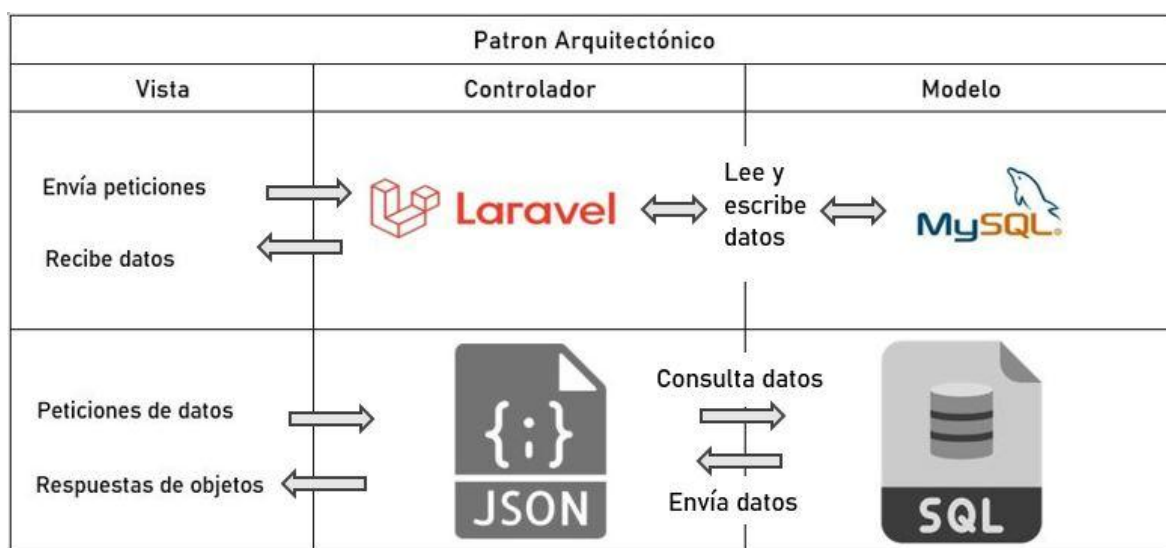 Patron Arquitectónico
Vista
Controlador
Modelo
Envía peticiones
Recibe datos
Laravel
Lee y
escribe
datos
MySQL®
Peticiones de datos
Respuestas de objetos
{;}
JSON
Consulta datos
Envía datos
SQL